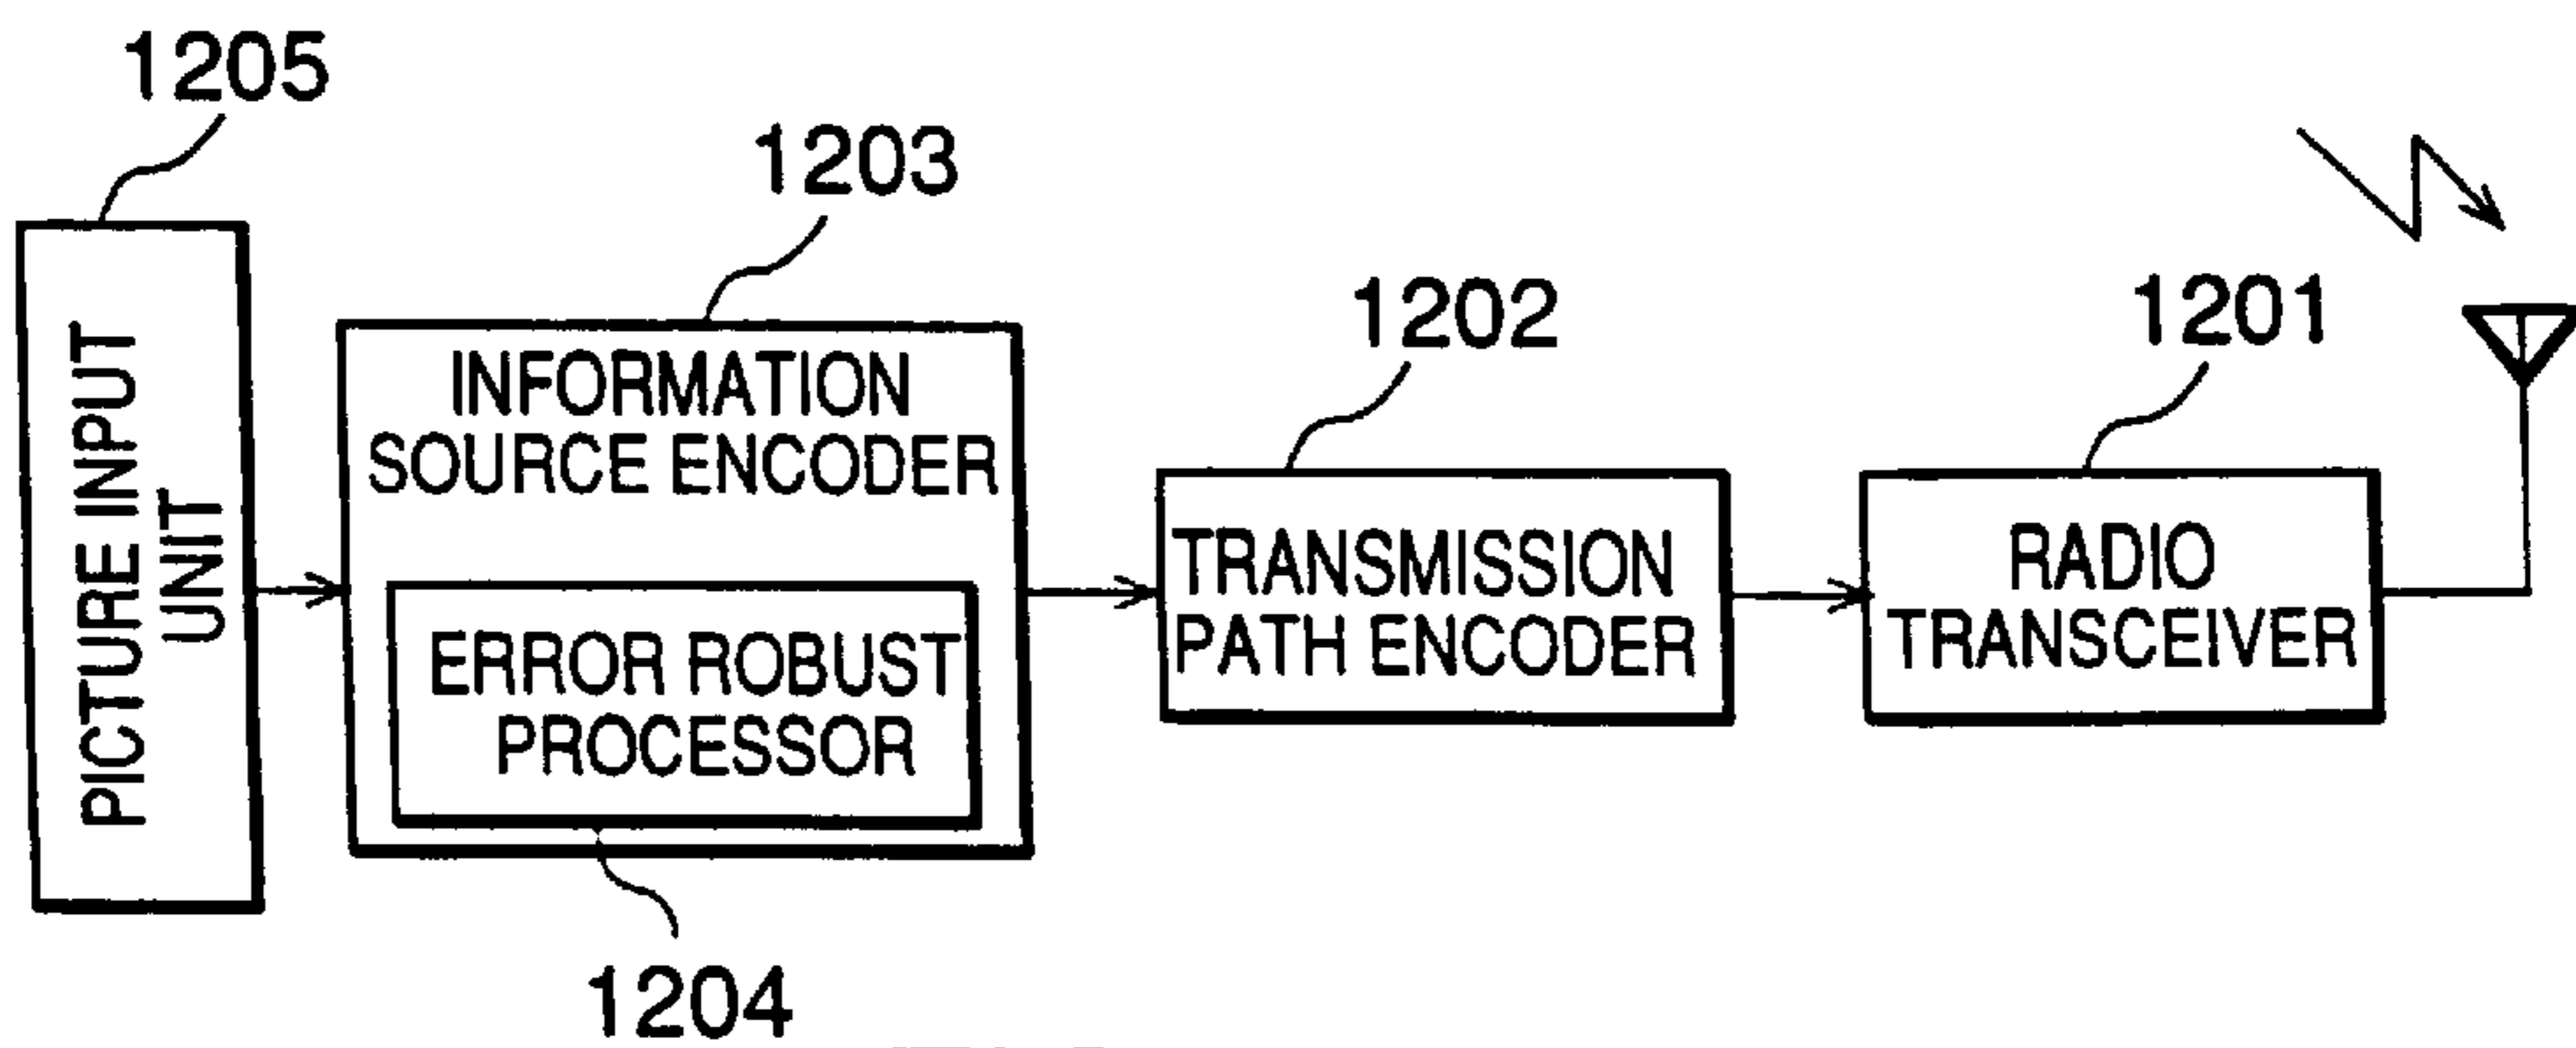 1205
1203
1202
1201
PICTURE INPUT
UNIT
INFORMATION
SOURCE ENCODER
ERROR ROBUST
PROCESSOR
TRANSMISSION
PATH ENCODER
RADIO
TRANSCEIVER
1204